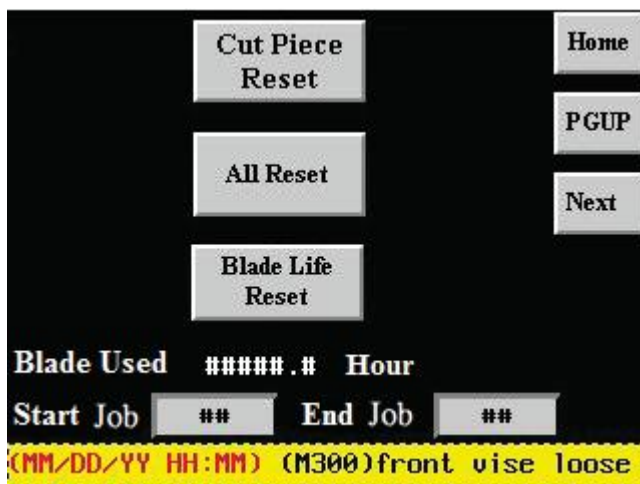 Cut Piece
Reset
Home
PGUP
All Reset
Next
Blade Life
Reset
Blade Used #####.# Hour
Start Job ## End Job ##
(MM/DD/YY HH:MM) (M300)front vise loose